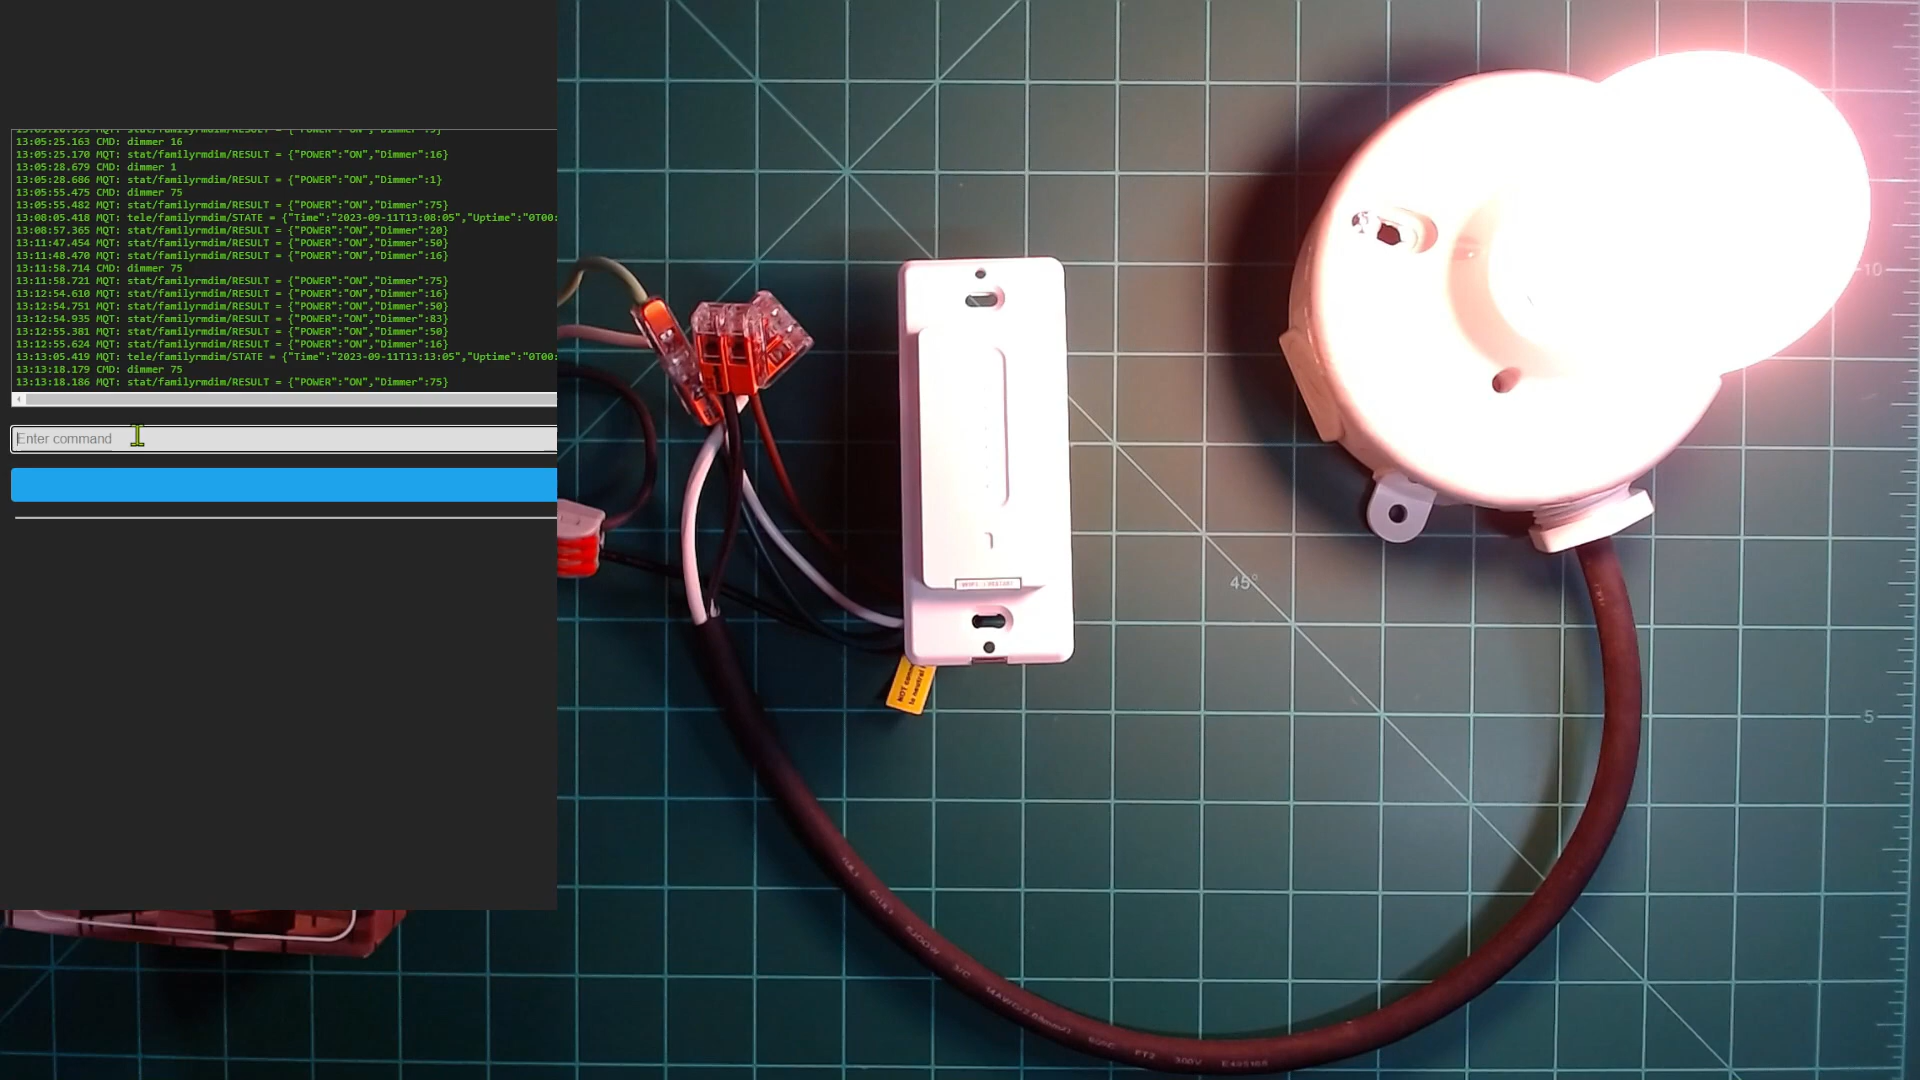 13:05:25.163 CMD: dimmer 16
13:05:25.170 MQT: stat/familyrmdim/RESULT = {"POWER":"ON","Dimmer":16}
13:05:28.679 CMD: dimmer 1
13:05:28.686 MQT: stat/familyrmdim/RESULT = {"POWER":"ON","Dimmer":1}
13:05:55.475 CMD: dimmer 75
13:05:55.482 MQT: stat/familyrmdim/RESULT = {"POWER":"ON","Dimmer":75}
13:08:05.418 MQT: tele/familyrmdim/STATE = {"Time":"2023-09-11T13:08:05","Uptime":"0T00:
13:08:57.365 MQT: stat/familyrmdim/RESULT = {"POWER":"ON","Dimmer":20}
13:11:47.454 MQT: stat/familyrmdim/RESULT = {"POWER":"ON","Dimmer":50}
13:11:48.470 MQT: stat/familyrmdim/RESULT = {"POWER":"ON","Dimmer":16}
13:11:58.714 CMD: dimmer 75
13:11:58.721 MQT: stat/familyrmdim/RESULT = {"POWER":"ON","Dimmer":75}
13:12:54.610 MQT: stat/familyrmdim/RESULT = {"POWER":"ON","Dimmer":16}
13:12:54.751 MQT: stat/familyrmdim/RESULT = {"POWER":"ON","Dimmer":50}
13:12:54.935 MQT: stat/familyrmdim/RESULT = {"POWER":"ON","Dimmer":83}
13:12:55.381 MQT: stat/familyrmdim/RESULT = {"POWER":"ON","Dimmer":50}
13:12:55.624 MQT: stat/familyrmdim/RESULT = {"POWER":"ON","Dimmer":16}
13:13:05.419 MQT: tele/familyrmdim/STATE = {"Time":"2023-09-11T13:13:05","Uptime":"0T00:
13:13:18.179 CMD: dimmer 75
13:13:18.186 MQT: stat/familyrmdim/RESULT = {"POWER":"ON","Dimmer":75}
Enter command
10
45°
5
NOT
to neutral
FT2 300V